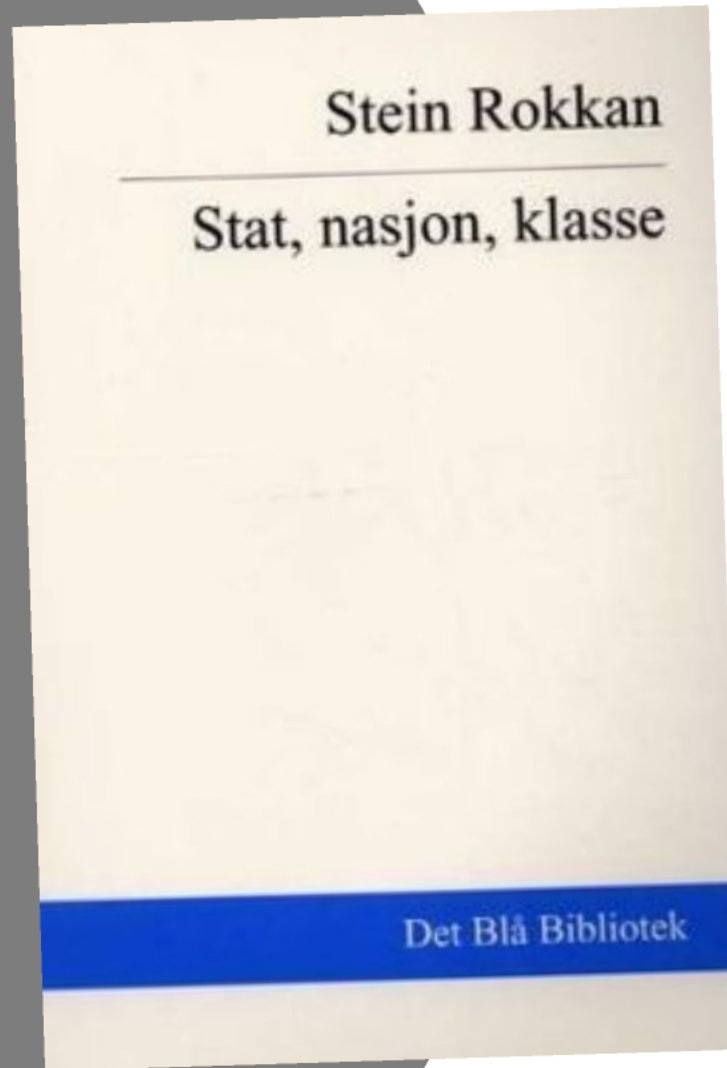 Stein Rokkan
Stat, nasjon, klasse
Det Blå Bibliotek